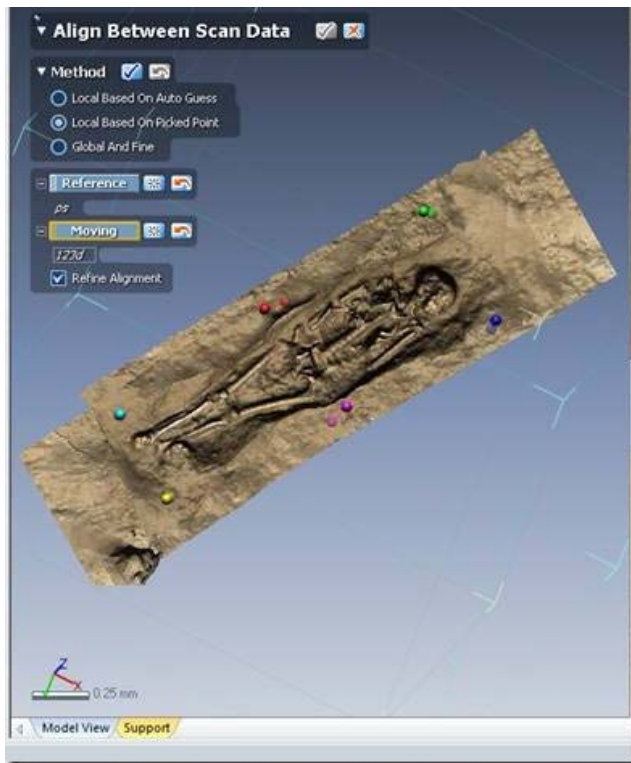 Align Between Scan Data
Method
Local Based On Auto Guess
Local Based On Picked Point
Global And Fine
Reference
ps
Moving
123d
Refine Alignment
Z
X
0.25 mm
Model View Support